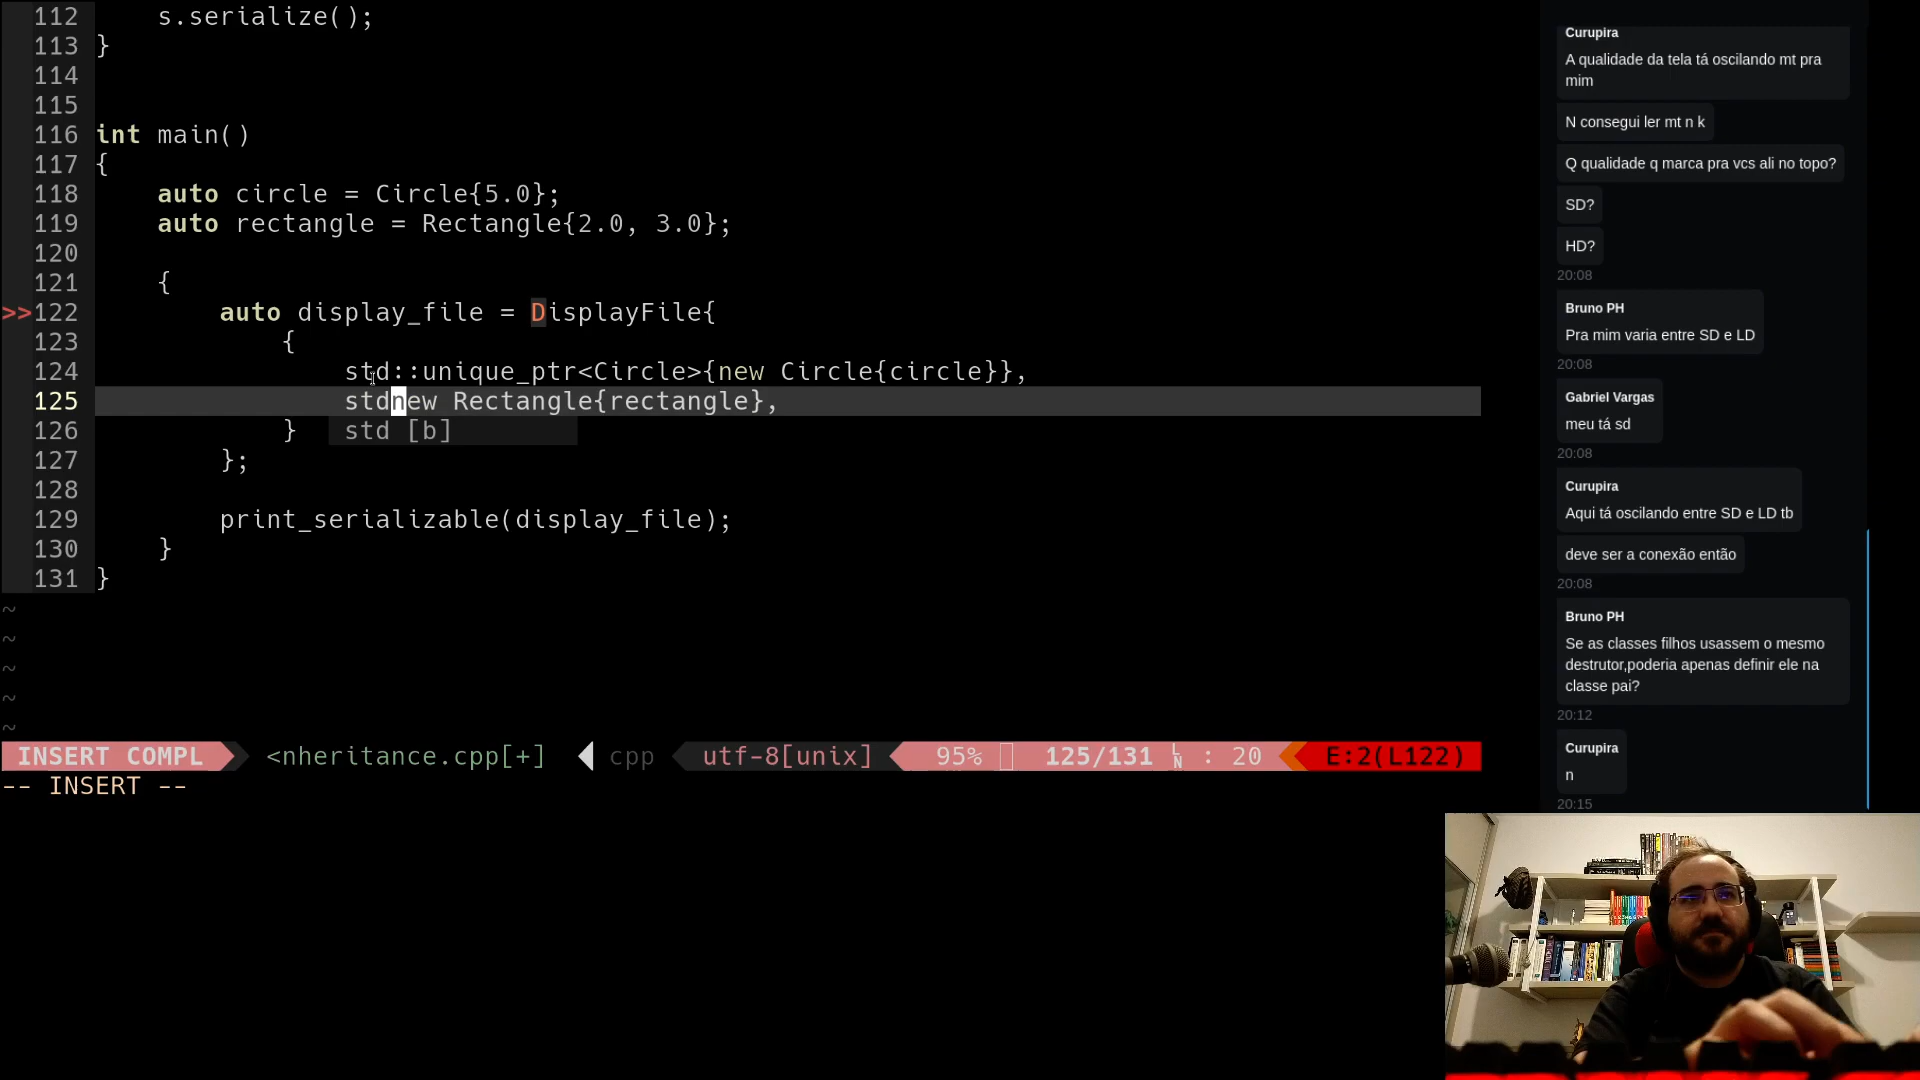 112     s.serialize();
113 }
114
115
116 int main()
117 {
118     auto circle = Circle{5.0};
119     auto rectangle = Rectangle{2.0, 3.0};
120
121     {
>>122         auto display_file = DisplayFile{
123             {
124                 std::unique_ptr<Circle>{new Circle{circle}},
125                 stdnew Rectangle{rectangle},
126             }   std [b]
127         };
128
129         print_serializable(display_file);
130     }
131 }
~
~
~
~
~
INSERT COMPL <nheritance.cpp[+] cpp utf-8[unix] 95% 125/131 LN : 20 E:2(L122)
-- INSERT --
Curupira
A qualidade da tela tá oscilando mt pra
mim
N consegui ler mt n k
Q qualidade q marca pra vcs ali no topo?
SD?
HD?
20:08
Bruno PH
Pra mim varia entre SD e LD
20:08
Gabriel Vargas
meu tá sd
20:08
Curupira
Aqui tá oscilando entre SD e LD tb
deve ser a conexão então
20:08
Bruno PH
Se as classes filhos usassem o mesmo
destrutor,poderia apenas definir ele na
classe pai?
20:12
Curupira
n
20:15